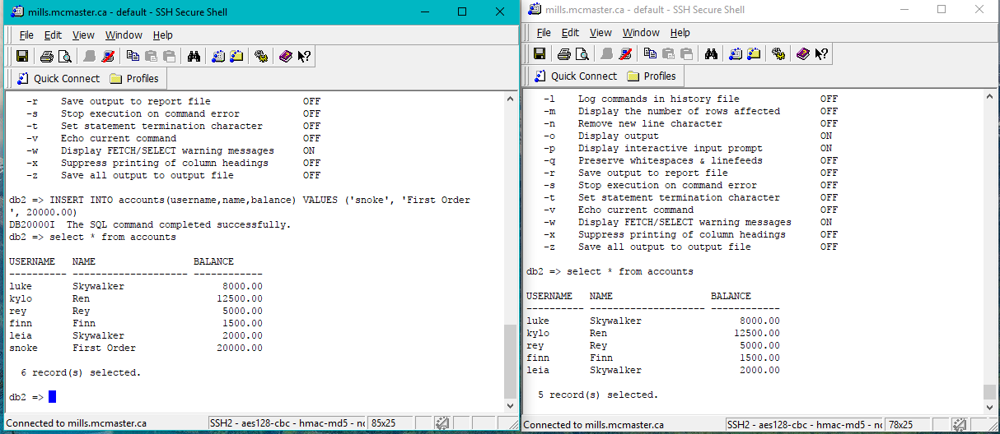 mills.mcmaster.ca - default - SSH Secure Shell
File Edit View Window Help
Quick Connect Profiles
-r Save output to report file OFF
-s Stop execution on command error OFF
-t Set statement termination character OFF
-v Echo current command OFF
-w Display FETCH/SELECT warning messages ON
-x Suppress printing of column headings OFF
-z Save all output to output file OFF
db2 => INSERT INTO accounts(username,name,balance) VALUES ('snoke', 'First Order
', 20000.00)
DB20000I The SQL command completed successfully.
db2 => select * from accounts
USERNAME NAME BALANCE
---------- -------------------- ------------
luke Skywalker 8000.00
kylo Ren 12500.00
rey Rey 5000.00
finn Finn 1500.00
leia Skywalker 2000.00
snoke First Order 20000.00
6 record(s) selected.
db2 =>
Connected to mills.mcmaster.ca SSH2 - aes128-cbc - hmac-md5 - 85x25
mills.mcmaster.ca - default - SSH Secure Shell
File Edit View Window Help
Quick Connect Profiles
-l Log commands in history file OFF
-m Display the number of rows affected OFF
-n Remove new line character OFF
-o Display output ON
-p Display interactive input prompt ON
-q Preserve whitespaces & linefeeds OFF
-r Save output to report file OFF
-s Stop execution on command error OFF
-t Set statement termination character OFF
-v Echo current command OFF
-w Display FETCH/SELECT warning messages ON
-x Suppress printing of column headings OFF
-z Save all output to output file OFF
db2 => select * from accounts
USERNAME NAME BALANCE
---------- -------------------- ------------
luke Skywalker 8000.00
kylo Ren 12500.00
rey Rey 5000.00
finn Finn 1500.00
leia Skywalker 2000.00
5 record(s) selected.
Connected to mills.mcmaster.ca SSH2 - aes128-cbc - hmac-md5 - 78x25